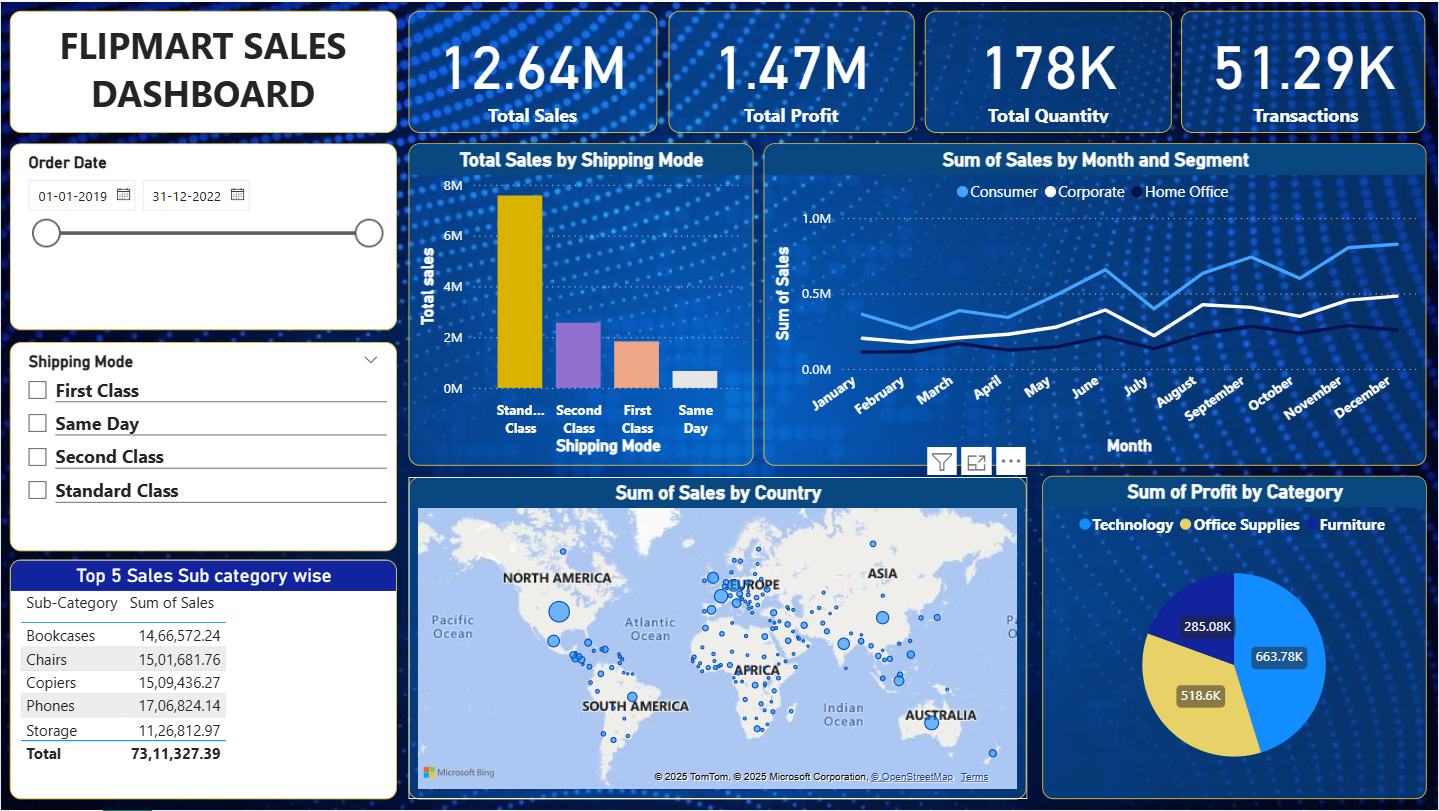 FLIPMART SALES
DASHBOARD
12.64M
Total Sales
1.47M
Total Profit
178K
Total Quantity
51.29K
Transactions
Order Date
01-01-2019
31-12-2022
Shipping Mode
First Class
Same Day
Second Class
Standard Class
Top 5 Sales Sub category wise
Sub-Category Sum of Sales
Bookcases 14,66,572.24
Chairs 15,01,681.76
Copiers 15,09,436.27
Phones 17,06,824.14
Storage 11,26,812.97
Total 73,11,327.39
Total Sales by Shipping Mode
Total sales
8M
6M
4M
2M
0M
Stand... Class
Second Class
First Class
Same Day
Shipping Mode
Sum of Sales by Month and Segment
Consumer Corporate Home Office
Sum of Sales
1.0M
0.5M
0.0M
January
February
March
April
May
June
July
August
September
October
November
December
Month
Sum of Sales by Country
NORTH AMERICA
EUROPE
ASIA
Pacific
Ocean
Atlantic
Ocean
P
O
AFRICA
SOUTH AMERICA
Indian
Ocean
AUSTRALIA
Microsoft Bing
© 2025 TomTom, © 2025 Microsoft Corporation, © OpenStreetMap Terms
Sum of Profit by Category
Technology Office Supplies Furniture
285.08K
663.78K
518.6K